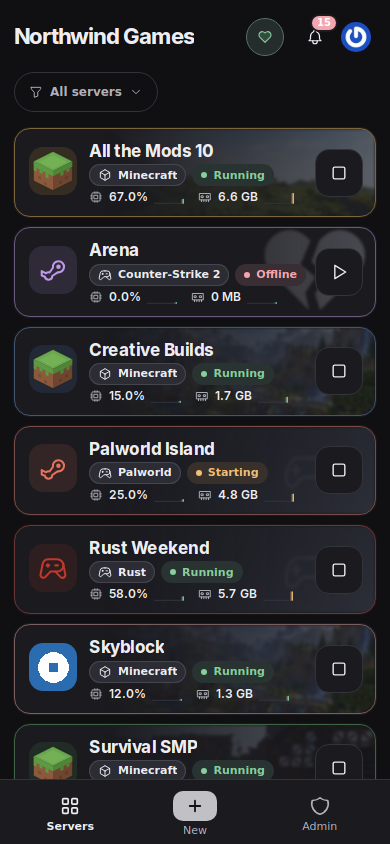 Northwind Games
15
All servers
All the Mods 10
Minecraft Running
67.0% 6.6 GB
Arena
Counter-Strike 2 Offline
0.0% 0 MB
Creative Builds
Minecraft Running
15.0% 1.7 GB
Palworld Island
Palworld Starting
25.0% 4.8 GB
Rust Weekend
Rust Running
58.0% 5.7 GB
Skyblock
Minecraft Running
12.0% 1.3 GB
Survival SMP
Minecraft Running
Servers New Admin